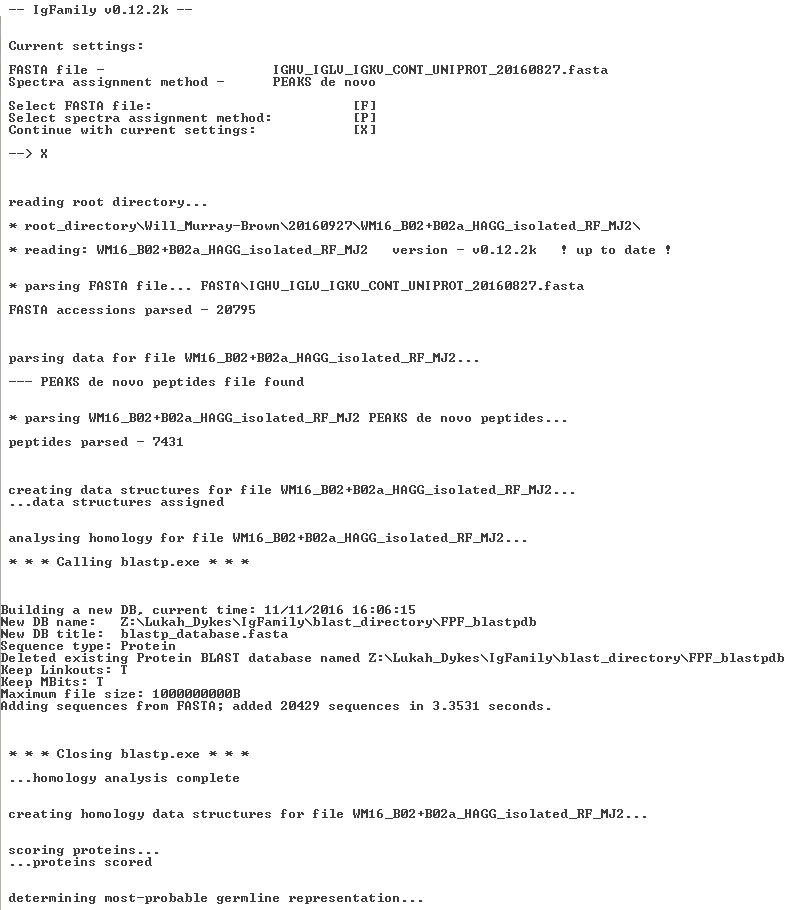 -- IgFamily v0.12.2k --
Current settings:
FASTA file - IGHV_IGLV_IGKV_CONT_UNIPROT_20160827.fasta
Spectra assignment method - PEAKS de novo
Select FASTA file: [F]
Select spectra assignment method: [P]
Continue with current settings: [X]
--> X
reading root directory...
* root_directory\Will_Murray-Brown\20160927\WM16_B02+B02a_HAGG_isolated_RF_MJ2\
* reading: WM16_B02+B02a_HAGG_isolated_RF_MJ2 version - v0.12.2k ! up to date !
* parsing FASTA file... FASTA\IGHV_IGLV_IGKV_CONT_UNIPROT_20160827.fasta
FASTA accessions parsed - 20795
parsing data for file WM16_B02+B02a_HAGG_isolated_RF_MJ2...
--- PEAKS de novo peptides file found
* parsing WM16_B02+B02a_HAGG_isolated_RF_MJ2 PEAKS de novo peptides...
peptides parsed - 7431
creating data structures for file WM16_B02+B02a_HAGG_isolated_RF_MJ2...
...data structures assigned
analysing homology for file WM16_B02+B02a_HAGG_isolated_RF_MJ2...
* * * Calling blastp.exe * * *
Building a new DB, current time: 11/11/2016 16:06:15
New DB name: Z:\Lukah_Dykes\IgFamily\blast_directory\FPF_blastpdb
New DB title: blastp_database.fasta
Sequence type: Protein
Deleted existing Protein BLAST database named Z:\Lukah_Dykes\IgFamily\blast_directory\FPF_blastpdb
Keep Linkouts: T
Keep MBits: T
Maximum file size: 1000000000B
Adding sequences from FASTA; added 20429 sequences in 3.3531 seconds.
* * * Closing blastp.exe * * *
...homology analysis complete
creating homology data structures for file WM16_B02+B02a_HAGG_isolated_RF_MJ2...
scoring proteins...
...proteins scored
determining most-probable germline representation...